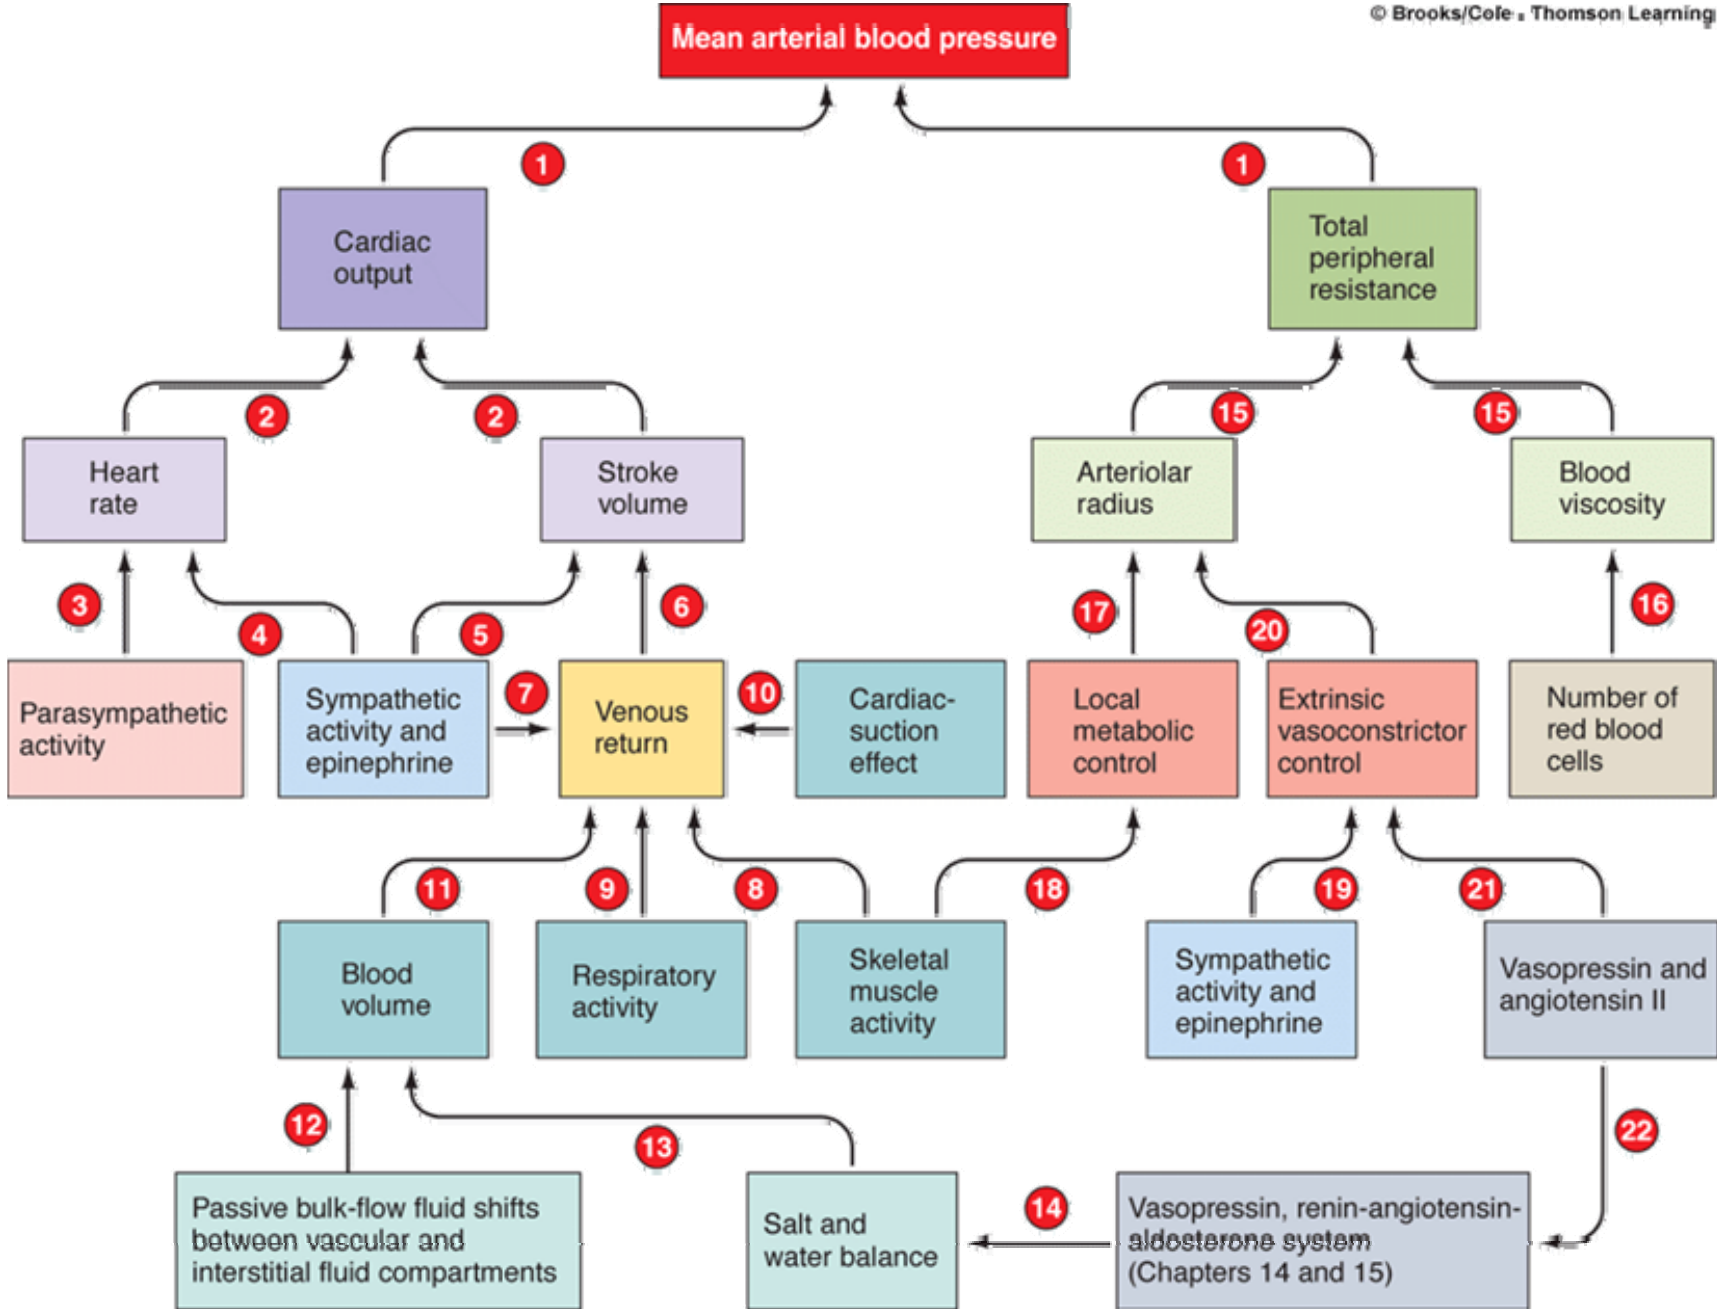 © Brooks/Cole - Thomson Learning
Mean arterial blood pressure
1
1
Cardiac
output
Total
peripheral
resistance
2
2
15
15
Heart
rate
Stroke
volume
Arteriolar
radius
Blood
viscosity
3
4
5
6
17
20
16
Parasympathetic
activity
Sympathetic
activity and
epinephrine
7
Venous
return
10
Cardiac-
suction
effect
Local
metabolic
control
Extrinsic
vasoconstrictor
control
Number of
red blood
cells
11
9
8
18
19
21
Blood
volume
Respiratory
activity
Skeletal
muscle
activity
Sympathetic
activity and
epinephrine
Vasopressin and
angiotensin II
12
13
22
Passive bulk-flow fluid shifts
between vascular and
interstitial fluid compartments
Salt and
water balance
14
Vasopressin, renin-angiotensin-
aldosterone system
(Chapters 14 and 15)